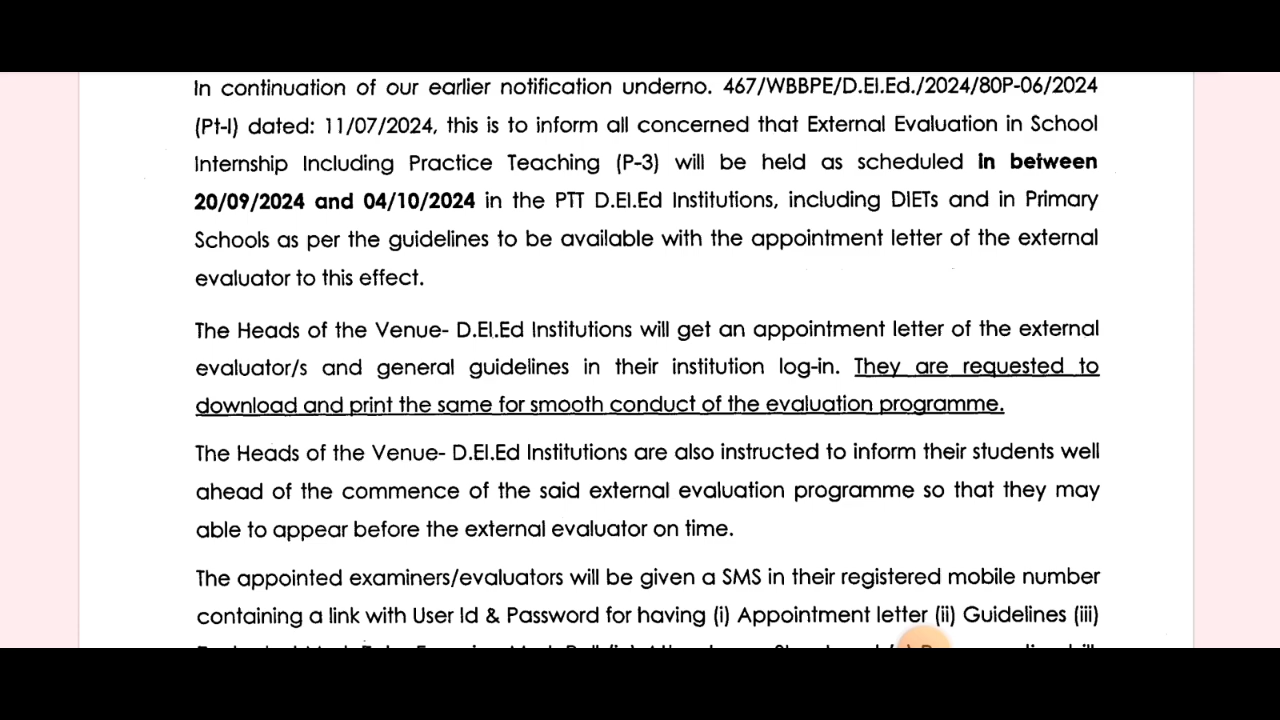 In continuation of our earlier notification underno. 467/WBBPE/D.El.Ed./2024/80P-06/2024
(Pt-I) dated: 11/07/2024, this is to inform all concerned that External Evaluation in School
Internship Including Practice Teaching (P-3) will be held as scheduled in between
20/09/2024 and 04/10/2024 in the PTT D.El.Ed Institutions, including DIETs and in Primary
Schools as per the guidelines to be available with the appointment letter of the external
evaluator to this effect.
The Heads of the Venue- D.El.Ed Institutions will get an appointment letter of the external
evaluator/s and general guidelines in their institution log-in. They are requested to
download and print the same for smooth conduct of the evaluation programme.
The Heads of the Venue- D.El.Ed Institutions are also instructed to inform their students well
ahead of the commence of the said external evaluation programme so that they may
able to appear before the external evaluator on time.
The appointed examiners/evaluators will be given a SMS in their registered mobile number
containing a link with User Id & Password for having (i) Appointment letter (ii) Guidelines (iii)